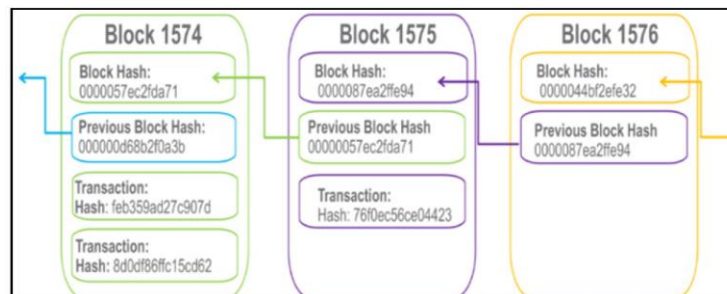 Block 1574
Block Hash:
0000057ec2fda71
Previous Block Hash:
000000d68b2f0a3b
Transaction:
Hash: feb359ad27c907d
Transaction:
Hash: 8d0df86ffc15cd62
Block 1575
Block Hash:
0000087ea2ffe94
Previous Block Hash
00000057ec2fda71
Transaction:
Hash: 76f0ec56ce04423
Block 1576
Block Hash:
0000044bf2efe32
Previous Block Hash
0000087ea2ffe94